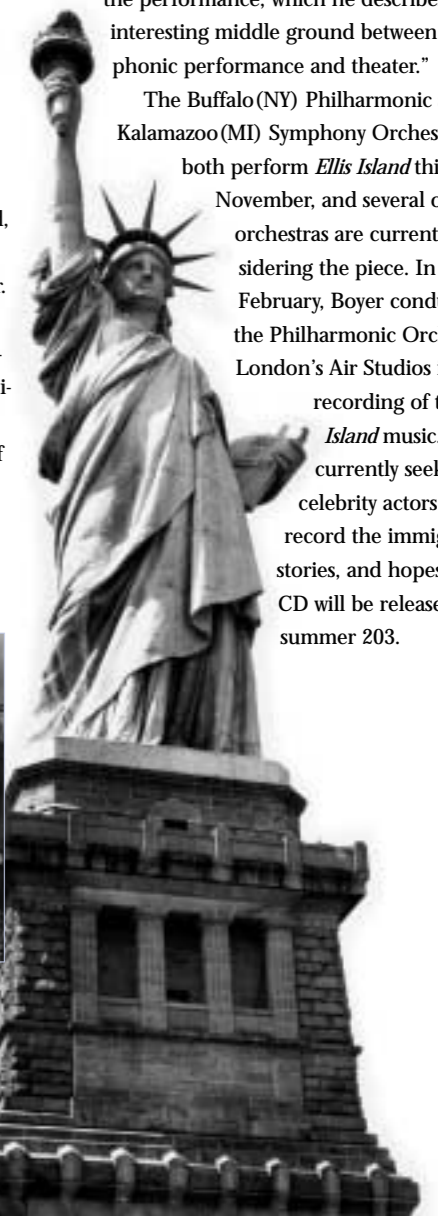 the performance, which he describe
interesting middle ground between
phonic performance and theater.”
The Buffalo (NY) Philharmonic
Kalamazoo (MI) Symphony Orches
both perform Ellis Island thi
November, and several o
orchestras are current
sidering the piece. In
February, Boyer condu
the Philharmonic Orc
London’s Air Studios
recording of t
Island music.
currently seek
celebrity actors
record the immig
stories, and hopes
CD will be release
summer 203.